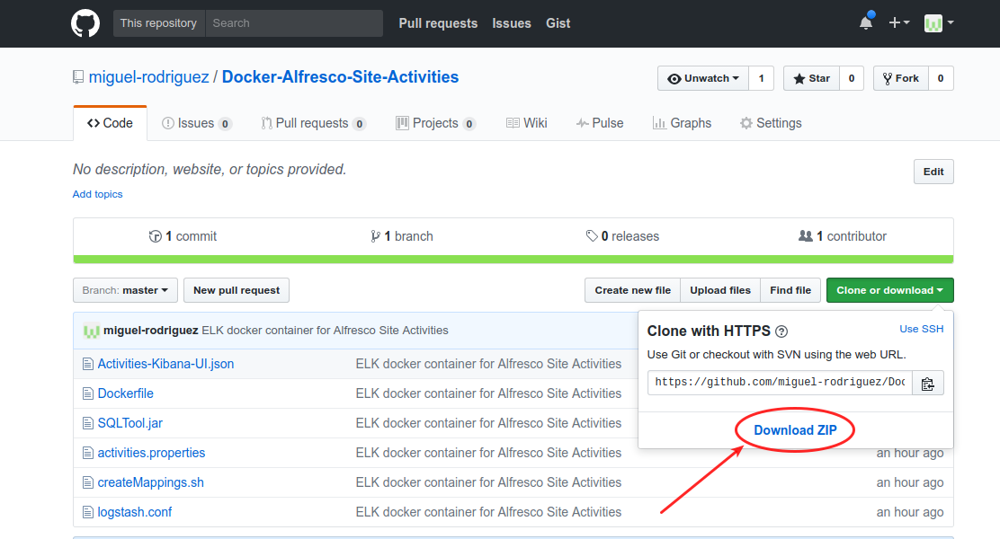 This repository Search Pull requests Issues Gist
miguel-rodriguez / Docker-Alfresco-Site-Activities
Unwatch 1 Star 0 Fork 0
Code Issues 0 Pull requests 0 Projects 0 Wiki Pulse Graphs Settings
No description, website, or topics provided. Edit
Add topics
1 commit 1 branch 0 releases 1 contributor
Branch: master New pull request Create new file Upload files Find file Clone or download
miguel-rodriguez ELK docker container for Alfresco Site Activities
Clone with HTTPS Use SSH
Use Git or checkout with SVN using the web URL.
https://github.com/miguel-rodriguez/Doc
Download ZIP
Activities-Kibana-UI.json ELK docker container for Alfresco Site Activities
Dockerfile ELK docker container for Alfresco Site Activities
SQLTool.jar ELK docker container for Alfresco Site Activities
activities.properties ELK docker container for Alfresco Site Activities an hour ago
createMappings.sh ELK docker container for Alfresco Site Activities an hour ago
logstash.conf ELK docker container for Alfresco Site Activities an hour ago